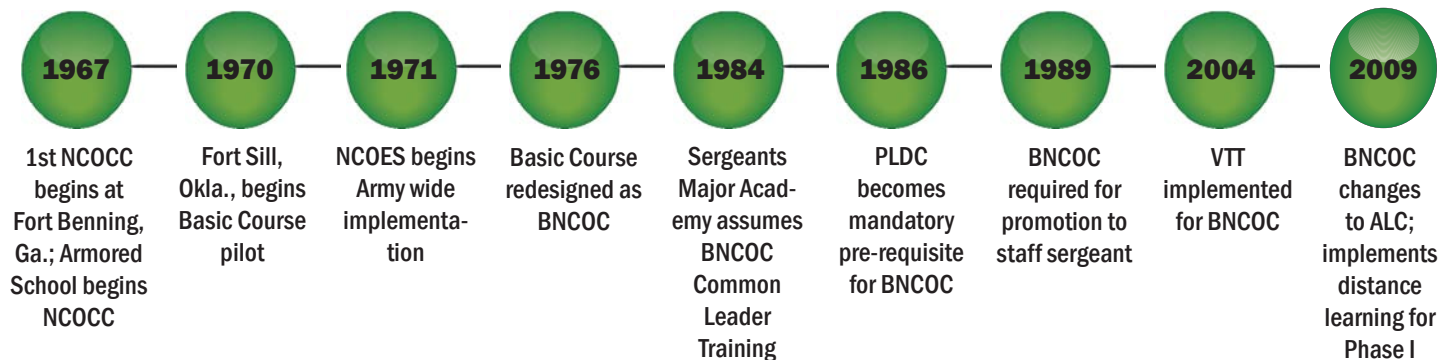 1967
1st NCOCC
begins at
Fort Benning,
Ga.; Armored
School begins
NCOCC
1970
Fort Sill,
Okla., begins
Basic Course
pilot
1971
NCOES begins
Army wide
implementa-
tion
1976
Basic Course
redesigned as
BNCOC
1984
Sergeants
Major Acad-
emy assumes
BNCOC
Common
Leader
Training
1986
PLDC
becomes
mandatory
pre-requisite
for BNCOC
1989
BNCOC
required for
promotion to
staff sergeant
2004
VTT
implemented
for BNCOC
2009
BNCOC
changes
to ALC;
implements
distance
learning for
Phase I